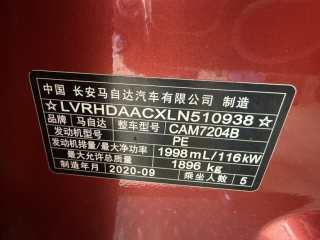 中国 长安马自达汽车有限公司 制造
★LVRHDAACXLN510938★
品牌 马自达 整车型号 CAM7204B
发动机型号 PE
发动机排量/最大净功率 1998mL/116kW
最大允许总质量 1896 kg
制造年月 2020-09 乘坐人数 5